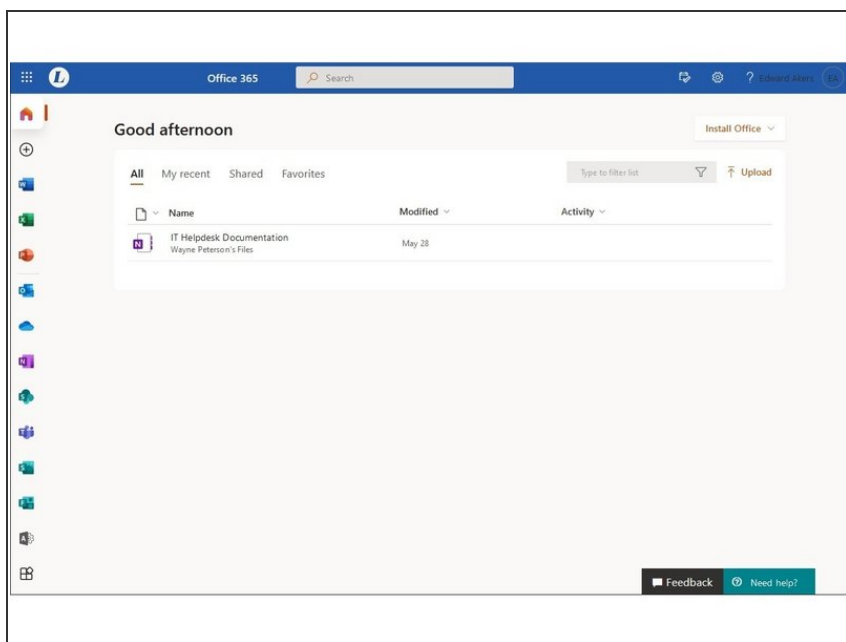 L
Office 365
Search
? Edward Allers EA
Good afternoon
Install Office
All My recent Shared Favorites
Type to filter list
Upload
Name Modified Activity
IT Helpdesk Documentation
Wayne Peterson's Files
May 28
Feedback
Need help?